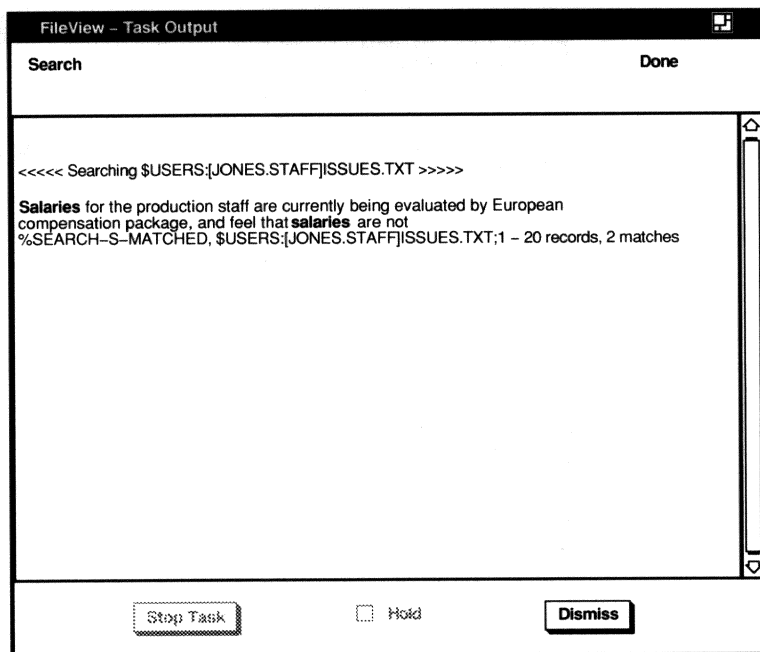 FileView – Task Output
Search Done
<<<<< Searching $USERS:[JONES.STAFF]ISSUES.TXT >>>>>
Salaries for the production staff are currently being evaluated by European
compensation package, and feel that salaries are not
%SEARCH–S–MATCHED, $USERS:[JONES.STAFF]ISSUES.TXT;1 – 20 records, 2 matches
Stop Task Hold Dismiss